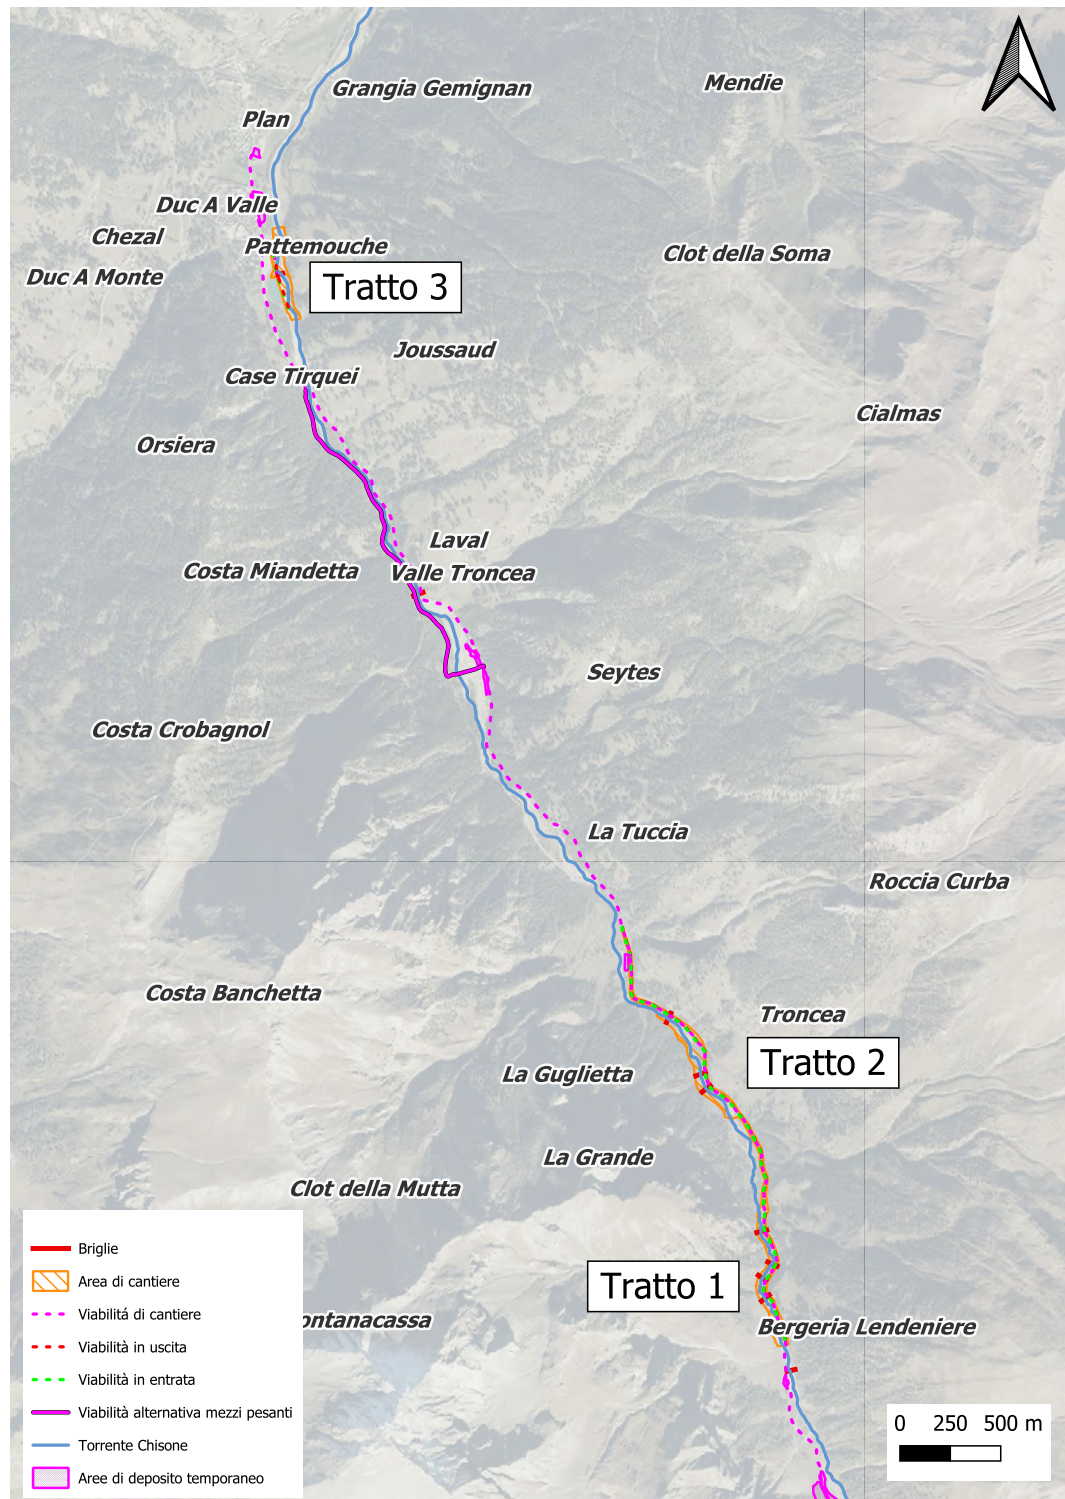 Grangia Gemignan
Mendie
Plan
Duc A Valle
Chezal
Pattemouche
Clot della Soma
Duc A Monte
Tratto 3
Joussaud
Case Tirquei
Cialmas
Orsiera
Laval
Costa Miandetta
Valle Troncea
Seytes
Costa Crobagnol
La Tuccia
Roccia Curba
Costa Banchetta
Troncea
Tratto 2
La Guglietta
La Grande
Clot della Mutta
Tratto 1
ontanacassa
Bergeria Lendeniere
Briglie
Area di cantiere
Viabilitá di cantiere
Viabilità in uscita
Viabilità in entrata
Viabilità alternativa mezzi pesanti
Torrente Chisone
Aree di deposito temporaneo
0 250 500 m